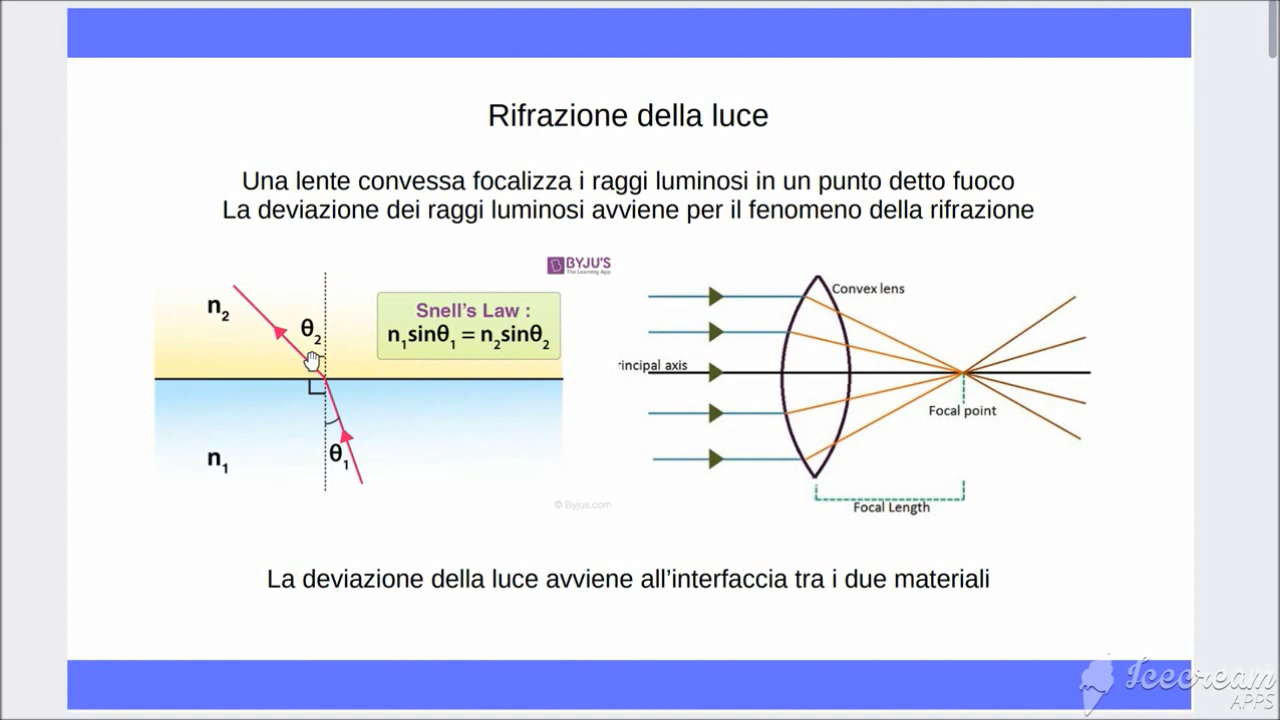 Rifrazione della luce
Una lente convessa focalizza i raggi luminosi in un punto detto fuoco
La deviazione dei raggi luminosi avviene per il fenomeno della rifrazione
BYJU'S
The Learning App
n₂
θ₂
Snell's Law :
n₁sinθ₁ = n₂sinθ₂
n₁
θ₁
© Byjus.com
Convex lens
rincipal axis
Focal point
Focal Length
La deviazione della luce avviene all'interfaccia tra i due materiali
Icecream
APPS